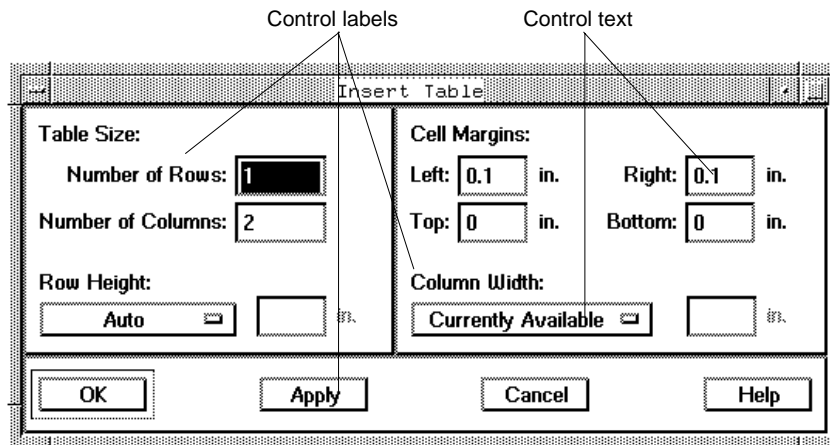 Control labels
Control text
Insert Table
Table Size:
Number of Rows: 1
Number of Columns: 2
Row Height:
Auto in.
Cell Margins:
Left: 0.1 in. Right: 0.1 in.
Top: 0 in. Bottom: 0 in.
Column Width:
Currently Available in.
OK Apply Cancel Help